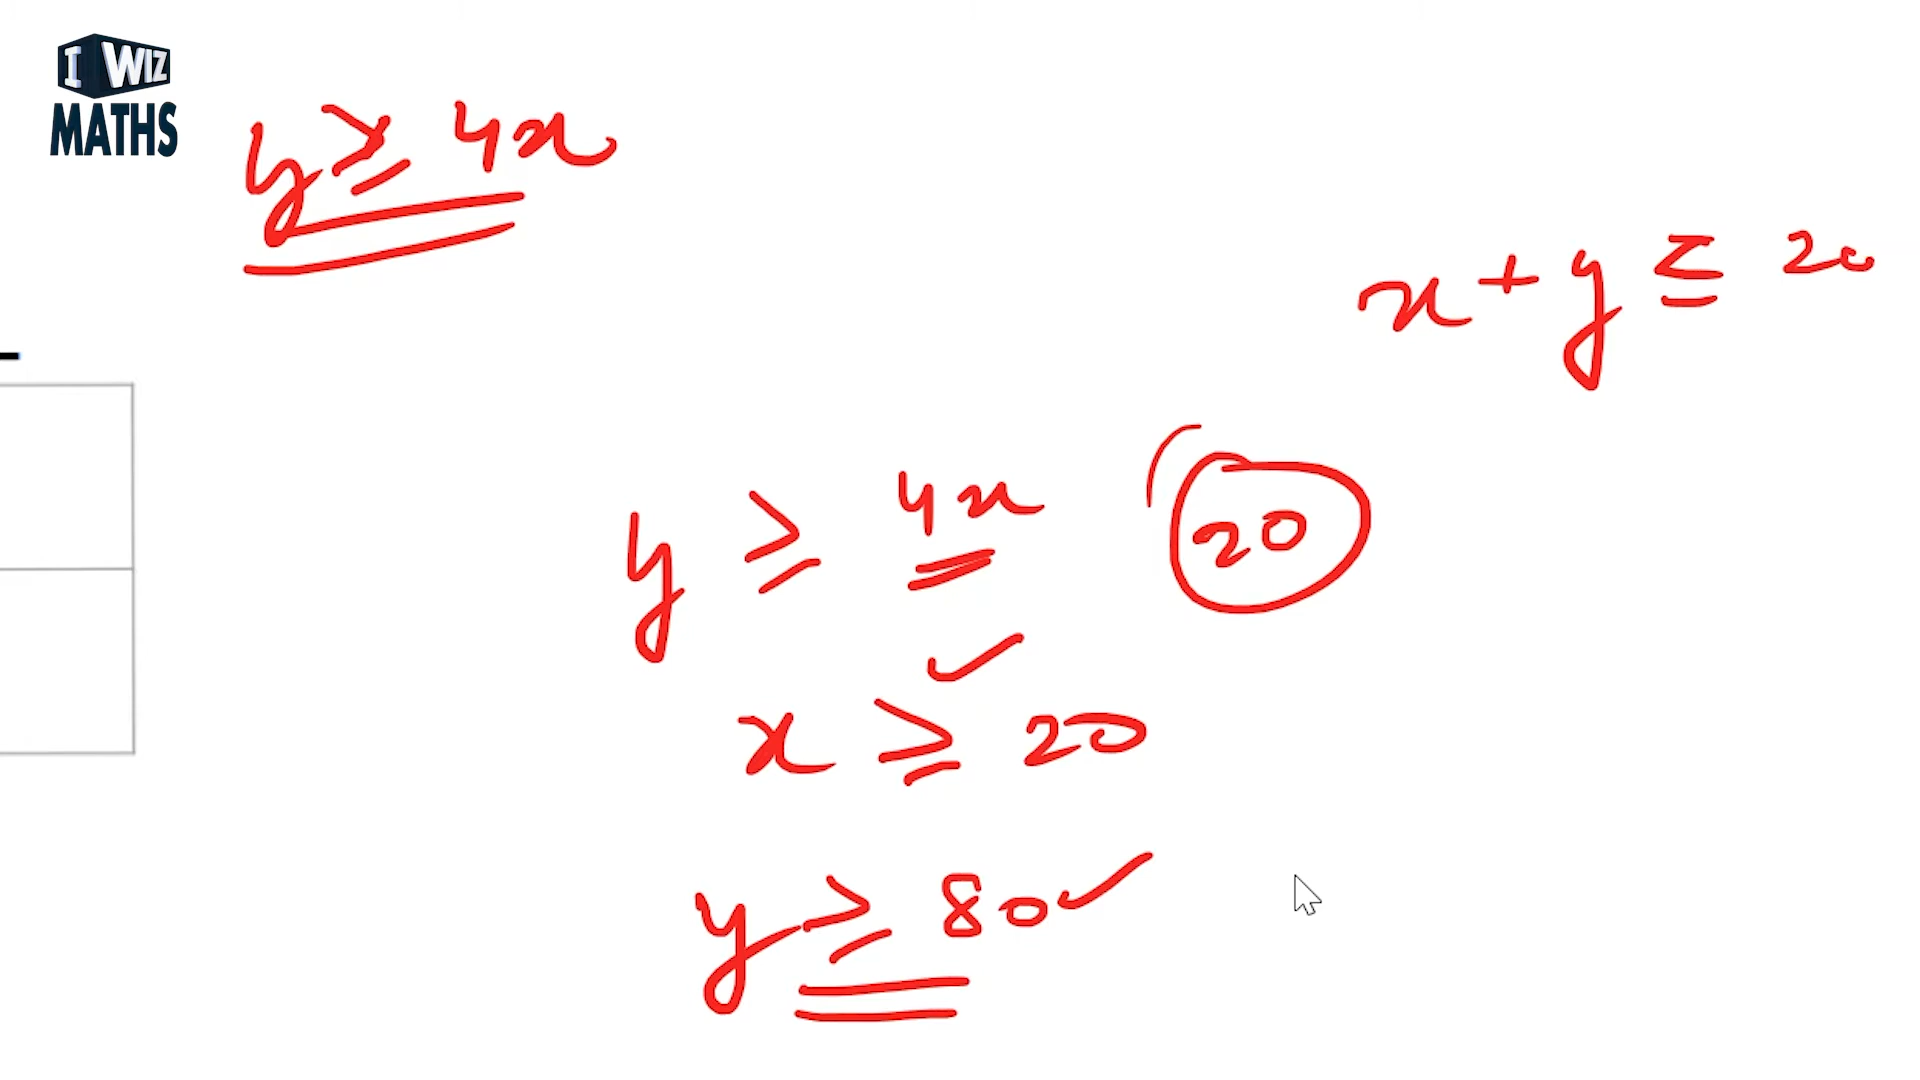 I WIZ
MATHS
y ≥ 4x
x + y ≤ 20
y ≥ 4x
20
x ≥ 20
y ≥ 80